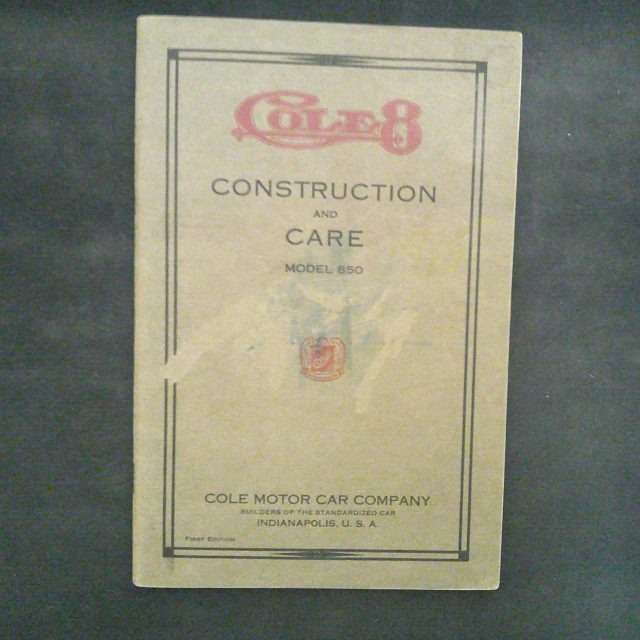 COLE 8
CONSTRUCTION
AND
CARE
MODEL 850
COLE MOTOR CAR COMPANY
BUILDERS OF THE STANDARDIZED CAR
INDIANAPOLIS, U. S. A.
FIRST EDITION